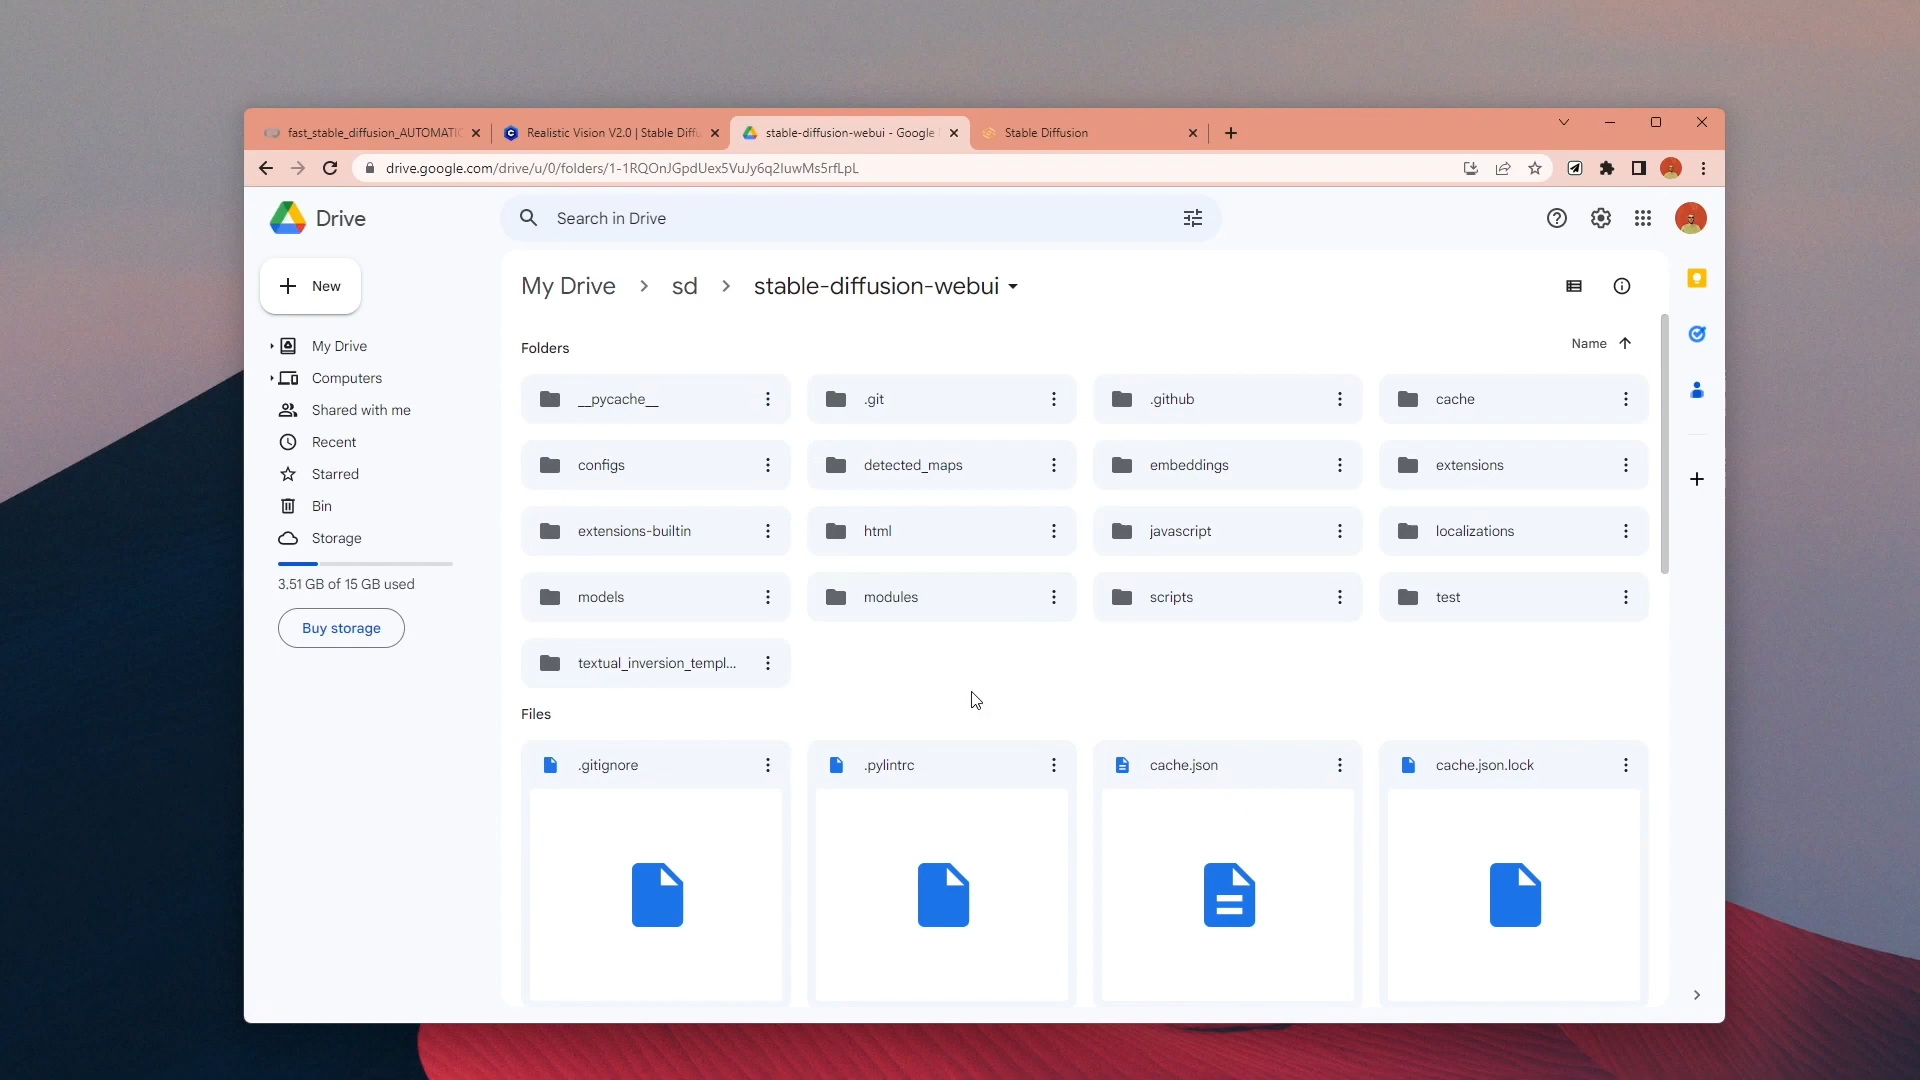 fast_stable_diffusion_AUTOMATIC
Realistic Vision V2.0 | Stable Diffu
stable-diffusion-webui - Google
Stable Diffusion
drive.google.com/drive/u/0/folders/1-1RQOnJGpdUex5VuJy6q2IuwMs5rfLpL
Drive
Search in Drive
New
My Drive
Computers
Shared with me
Recent
Starred
Bin
Storage
3.51 GB of 15 GB used
Buy storage
My Drive > sd > stable-diffusion-webui
Folders
Name
__pycache__
.git
.github
cache
configs
detected_maps
embeddings
extensions
extensions-builtin
html
javascript
localizations
models
modules
scripts
test
textual_inversion_templ...
Files
.gitignore
.pylintrc
cache.json
cache.json.lock